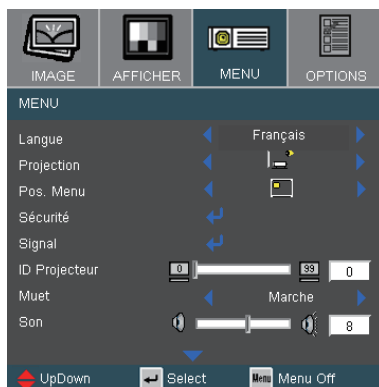 IMAGE AFFICHER MENU OPTIONS
MENU
Langue Français
Projection
Pos. Menu
Sécurité
Signal
ID Projecteur 0 99 0
Muet Marche
Son 8
UpDown Select Menu Menu Off